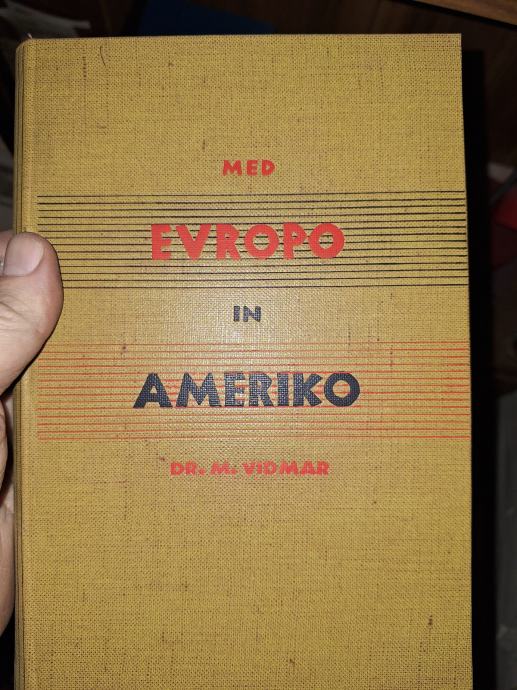 MED
EVROPO
IN
AMERIKO
DR. M. VIDMAR